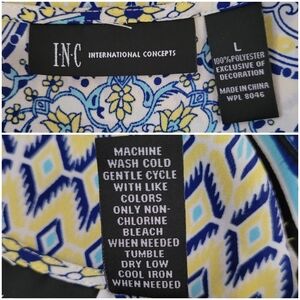 I·N·C INTERNATIONAL CONCEPTS
L
100%POLYESTER
EXCLUSIVE OF
DECORATION
MADE IN CHINA
WPL 8046
MACHINE
WASH COLD
GENTLE CYCLE
WITH LIKE
COLORS
ONLY NON-
CHLORINE
BLEACH
WHEN NEEDED
TUMBLE
DRY LOW
COOL IRON
WHEN NEEDED